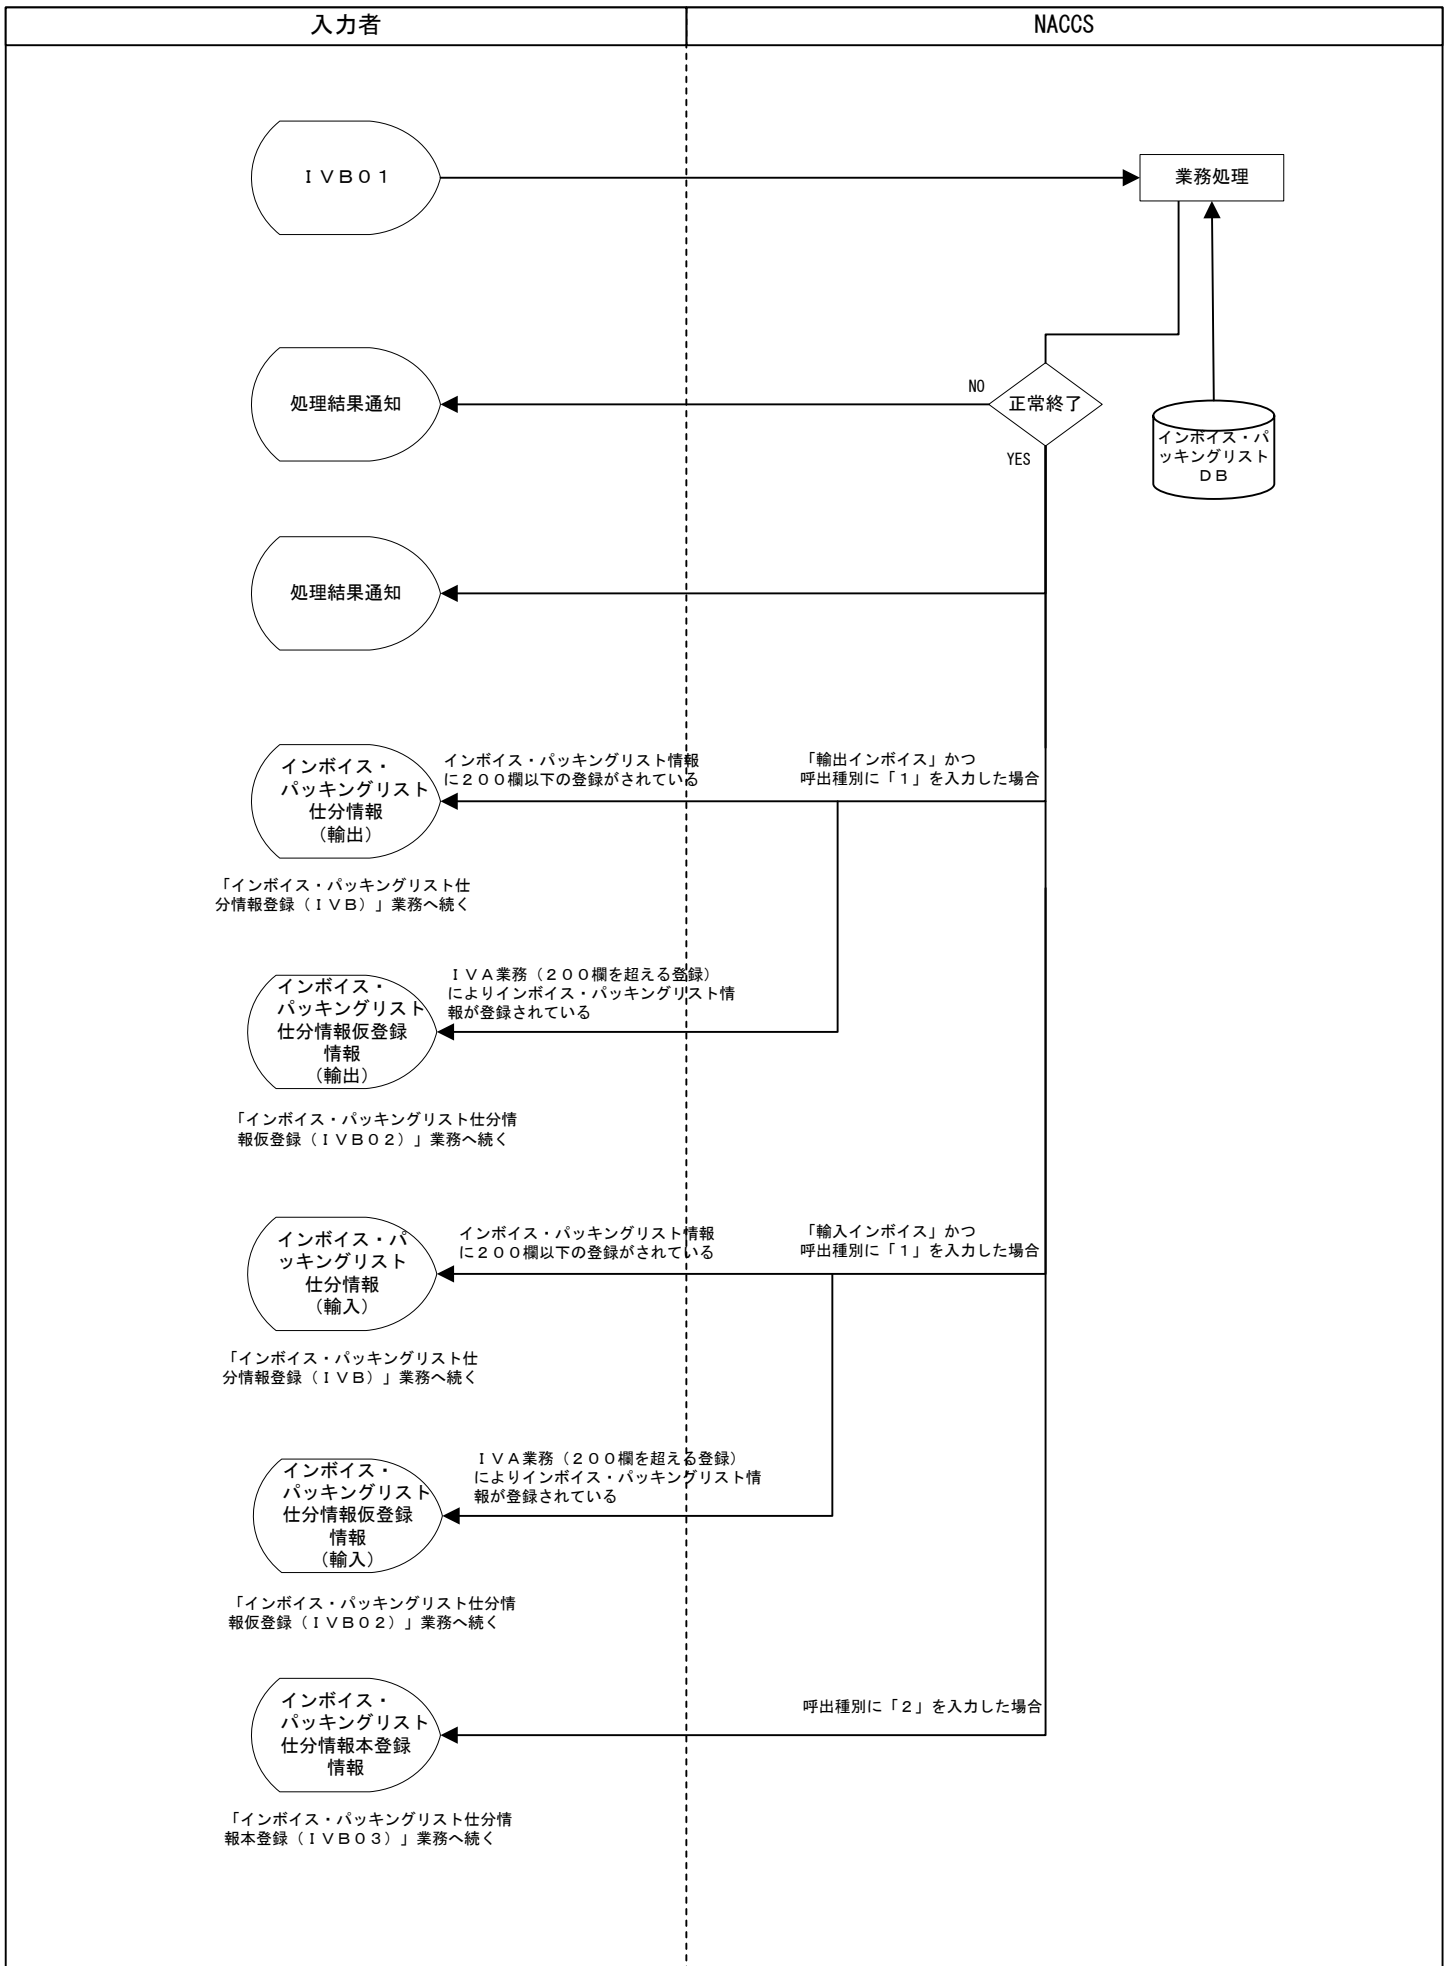 入力者
NACCS
ＩＶＢ０１
業務処理
処理結果通知
NO
正常終了
YES
インボイス・パ
ッキングリスト
ＤＢ
処理結果通知
インボイス・
パッキングリスト
仕分情報
（輸出）
インボイス・パッキングリスト情報
に２００欄以下の登録がされている
「輸出インボイス」かつ
呼出種別に「１」を入力した場合
「インボイス・パッキングリスト仕
分情報登録（ＩＶＢ）」業務へ続く
インボイス・
パッキングリスト
仕分情報仮登録
情報
（輸出）
ＩＶＡ業務（２００欄を超える登録）
によりインボイス・パッキングリスト情
報が登録されている
「インボイス・パッキングリスト仕分情
報仮登録（ＩＶＢ０２）」業務へ続く
インボイス・パ
ッキングリスト
仕分情報
（輸入）
インボイス・パッキングリスト情報
に２００欄以下の登録がされている
「輸入インボイス」かつ
呼出種別に「１」を入力した場合
「インボイス・パッキングリスト仕
分情報登録（ＩＶＢ）」業務へ続く
インボイス・
パッキングリスト
仕分情報仮登録
情報
（輸入）
ＩＶＡ業務（２００欄を超える登録）
によりインボイス・パッキングリスト情
報が登録されている
「インボイス・パッキングリスト仕分情
報仮登録（ＩＶＢ０２）」業務へ続く
インボイス・
パッキングリスト
仕分情報本登録
情報
呼出種別に「２」を入力した場合
「インボイス・パッキングリスト仕分情
報本登録（ＩＶＢ０３）」業務へ続く